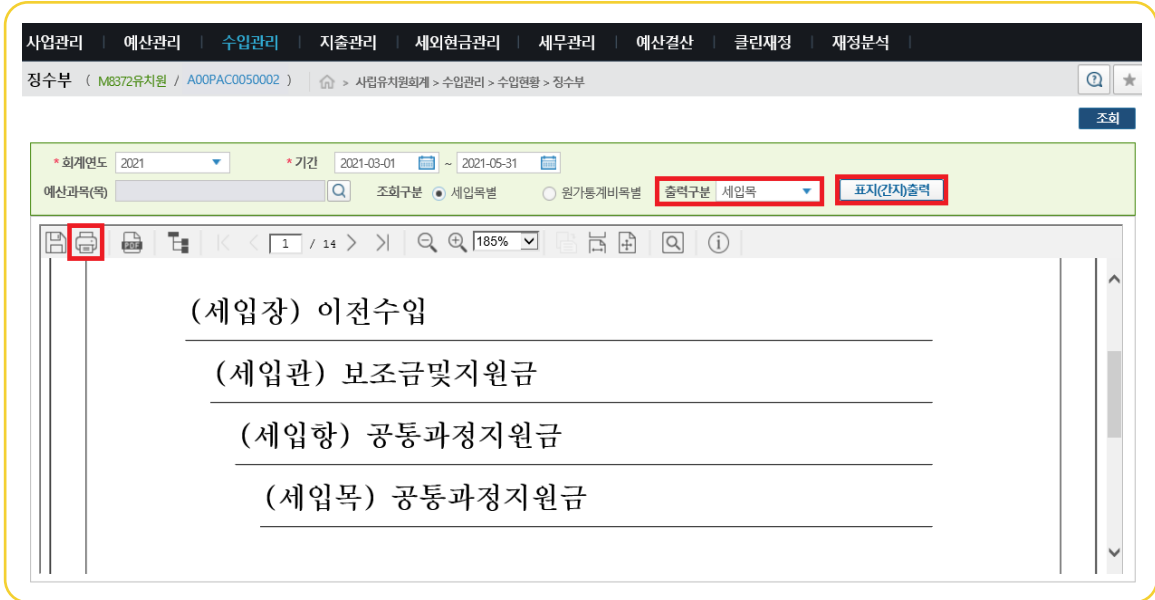 사업관리 예산관리 수입관리 지출관리 세외현금관리 세무관리 예산결산 클린재정 재정분석
징수부 ( M8372유치원 / A00PAC0050002 ) > 사립유치원회계 > 수입관리 > 수입현황 > 징수부
조회
* 회계연도 2021 * 기간 2021-03-01 ~ 2021-05-31
예산과목(목) 조회구분 세입목별 원가통계비목별 출력구분 세입목 표지(간지)출력
PDF 1 / 14 185%
(세입장) 이전수입
(세입관) 보조금및지원금
(세입항) 공통과정지원금
(세입목) 공통과정지원금